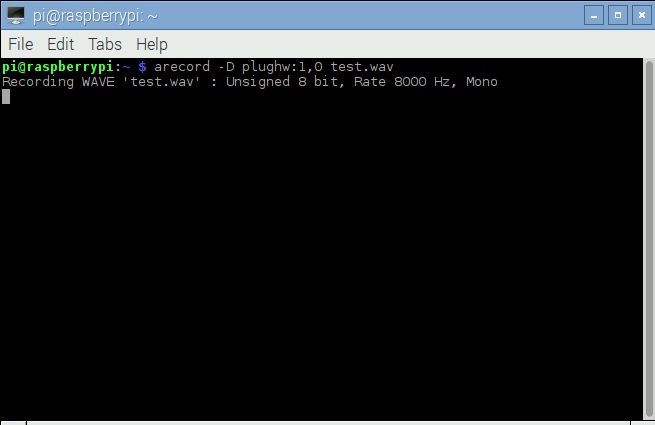 pi@raspberrypi: ~
File Edit Tabs Help
pi@raspberrypi:~ $ arecord -D plughw:1,0 test.wav
Recording WAVE 'test.wav' : Unsigned 8 bit, Rate 8000 Hz, Mono